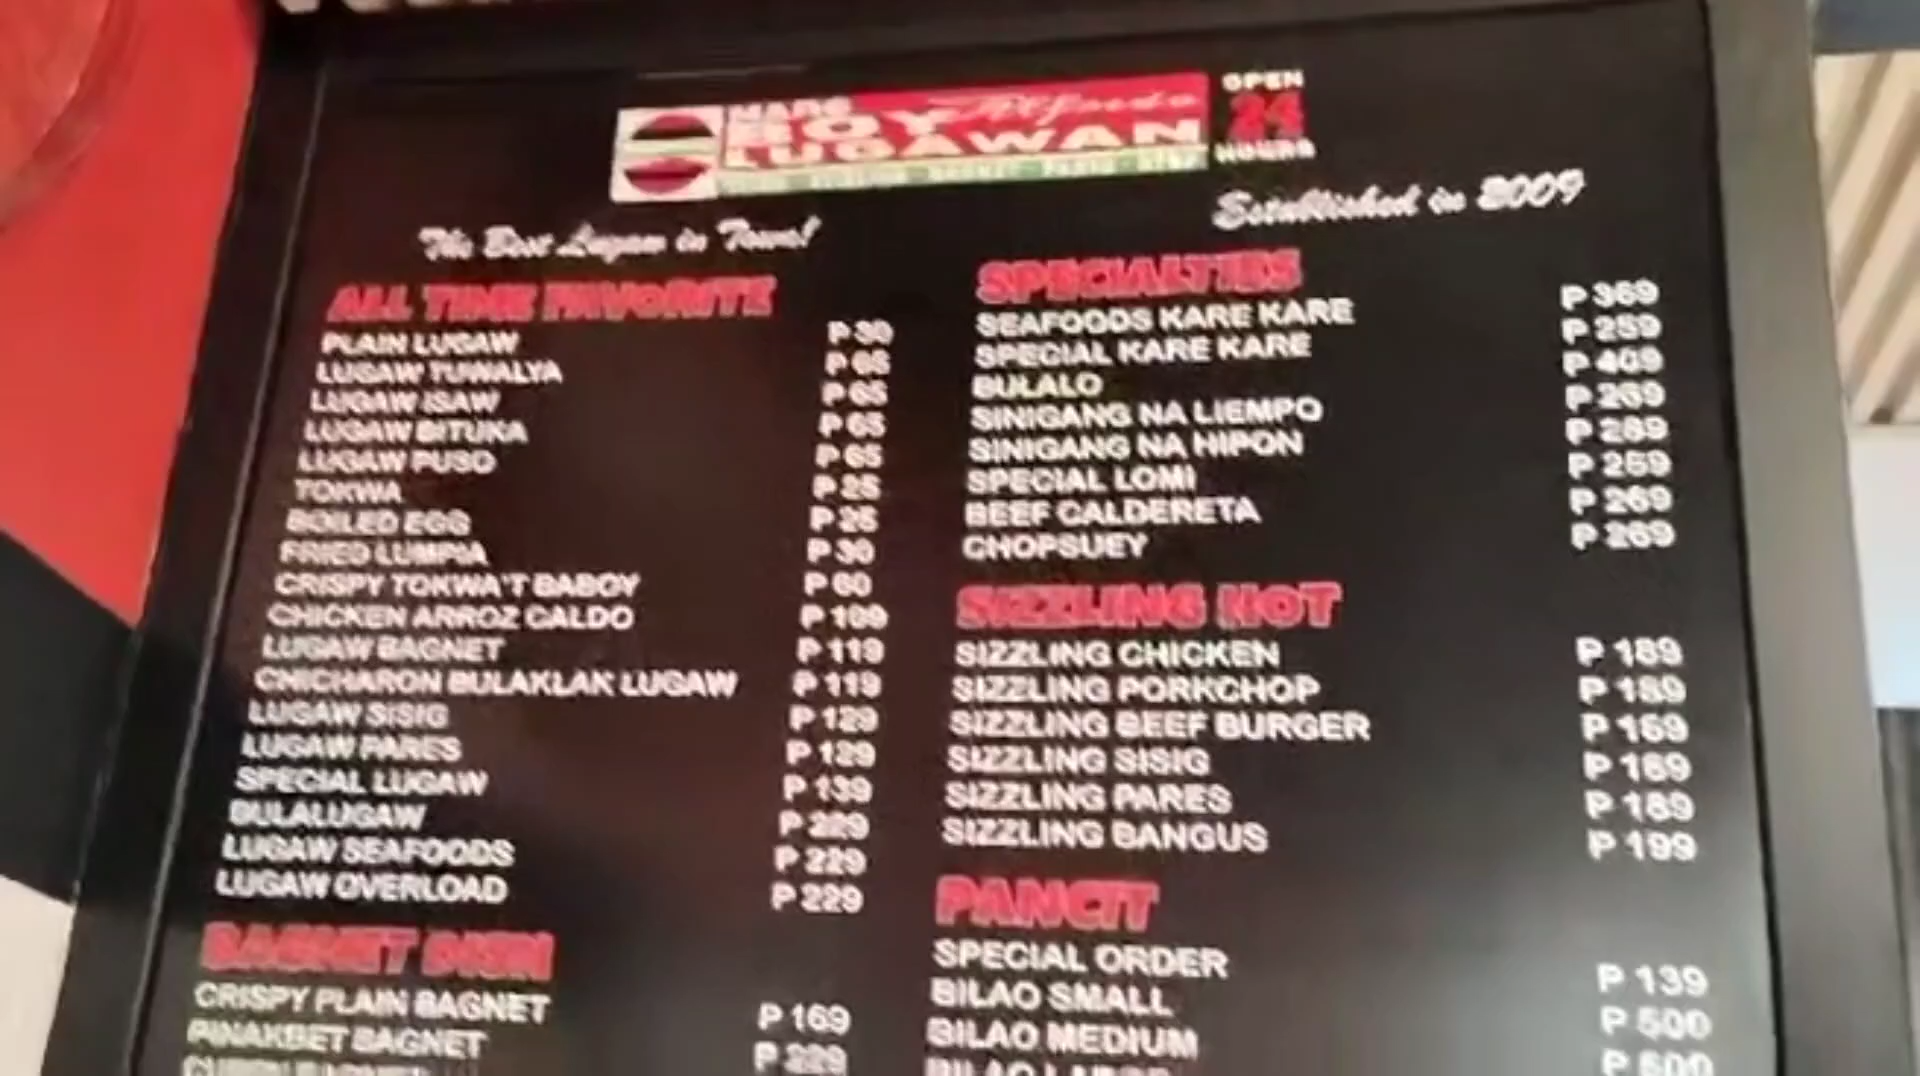 MARC
ROY Alfredo
LUGAWAN
OPEN
24
HOURS
The Best Lugaw in Town!
Established in 2009
ALL TIME FAVORITE
PLAIN LUGAW P 30
LUGAW TUWALYA P 65
LUGAW ISAW P 65
LUGAW BITUKA P 65
LUGAW PUSO P 65
TOKWA P 25
BOILED EGG P 25
FRIED LUMPIA P 30
CRISPY TOKWA'T BABOY P 60
CHICKEN ARROZ CALDO P 109
LUGAW BAGNET P 119
CHICHARON BULAKLAK LUGAW P 119
LUGAW SISIG P 129
LUGAW PARES P 129
SPECIAL LUGAW P 139
BULALUGAW P 229
LUGAW SEAFOODS P 229
LUGAW OVERLOAD P 229
BAGNET DISH
CRISPY PLAIN BAGNET P 169
PINAKBET BAGNET P 229
SPECIALTIES
SEAFOODS KARE KARE P 369
SPECIAL KARE KARE P 259
BULALO P 409
SINIGANG NA LIEMPO P 269
SINIGANG NA HIPON P 289
SPECIAL LOMI P 259
BEEF CALDERETA P 269
CHOPSUEY P 269
SIZZLING HOT
SIZZLING CHICKEN P 189
SIZZLING PORKCHOP P 189
SIZZLING BEEF BURGER P 169
SIZZLING SISIG P 189
SIZZLING PARES P 189
SIZZLING BANGUS P 199
PANCIT
SPECIAL ORDER P 139
BILAO SMALL P 500
BILAO MEDIUM P 600